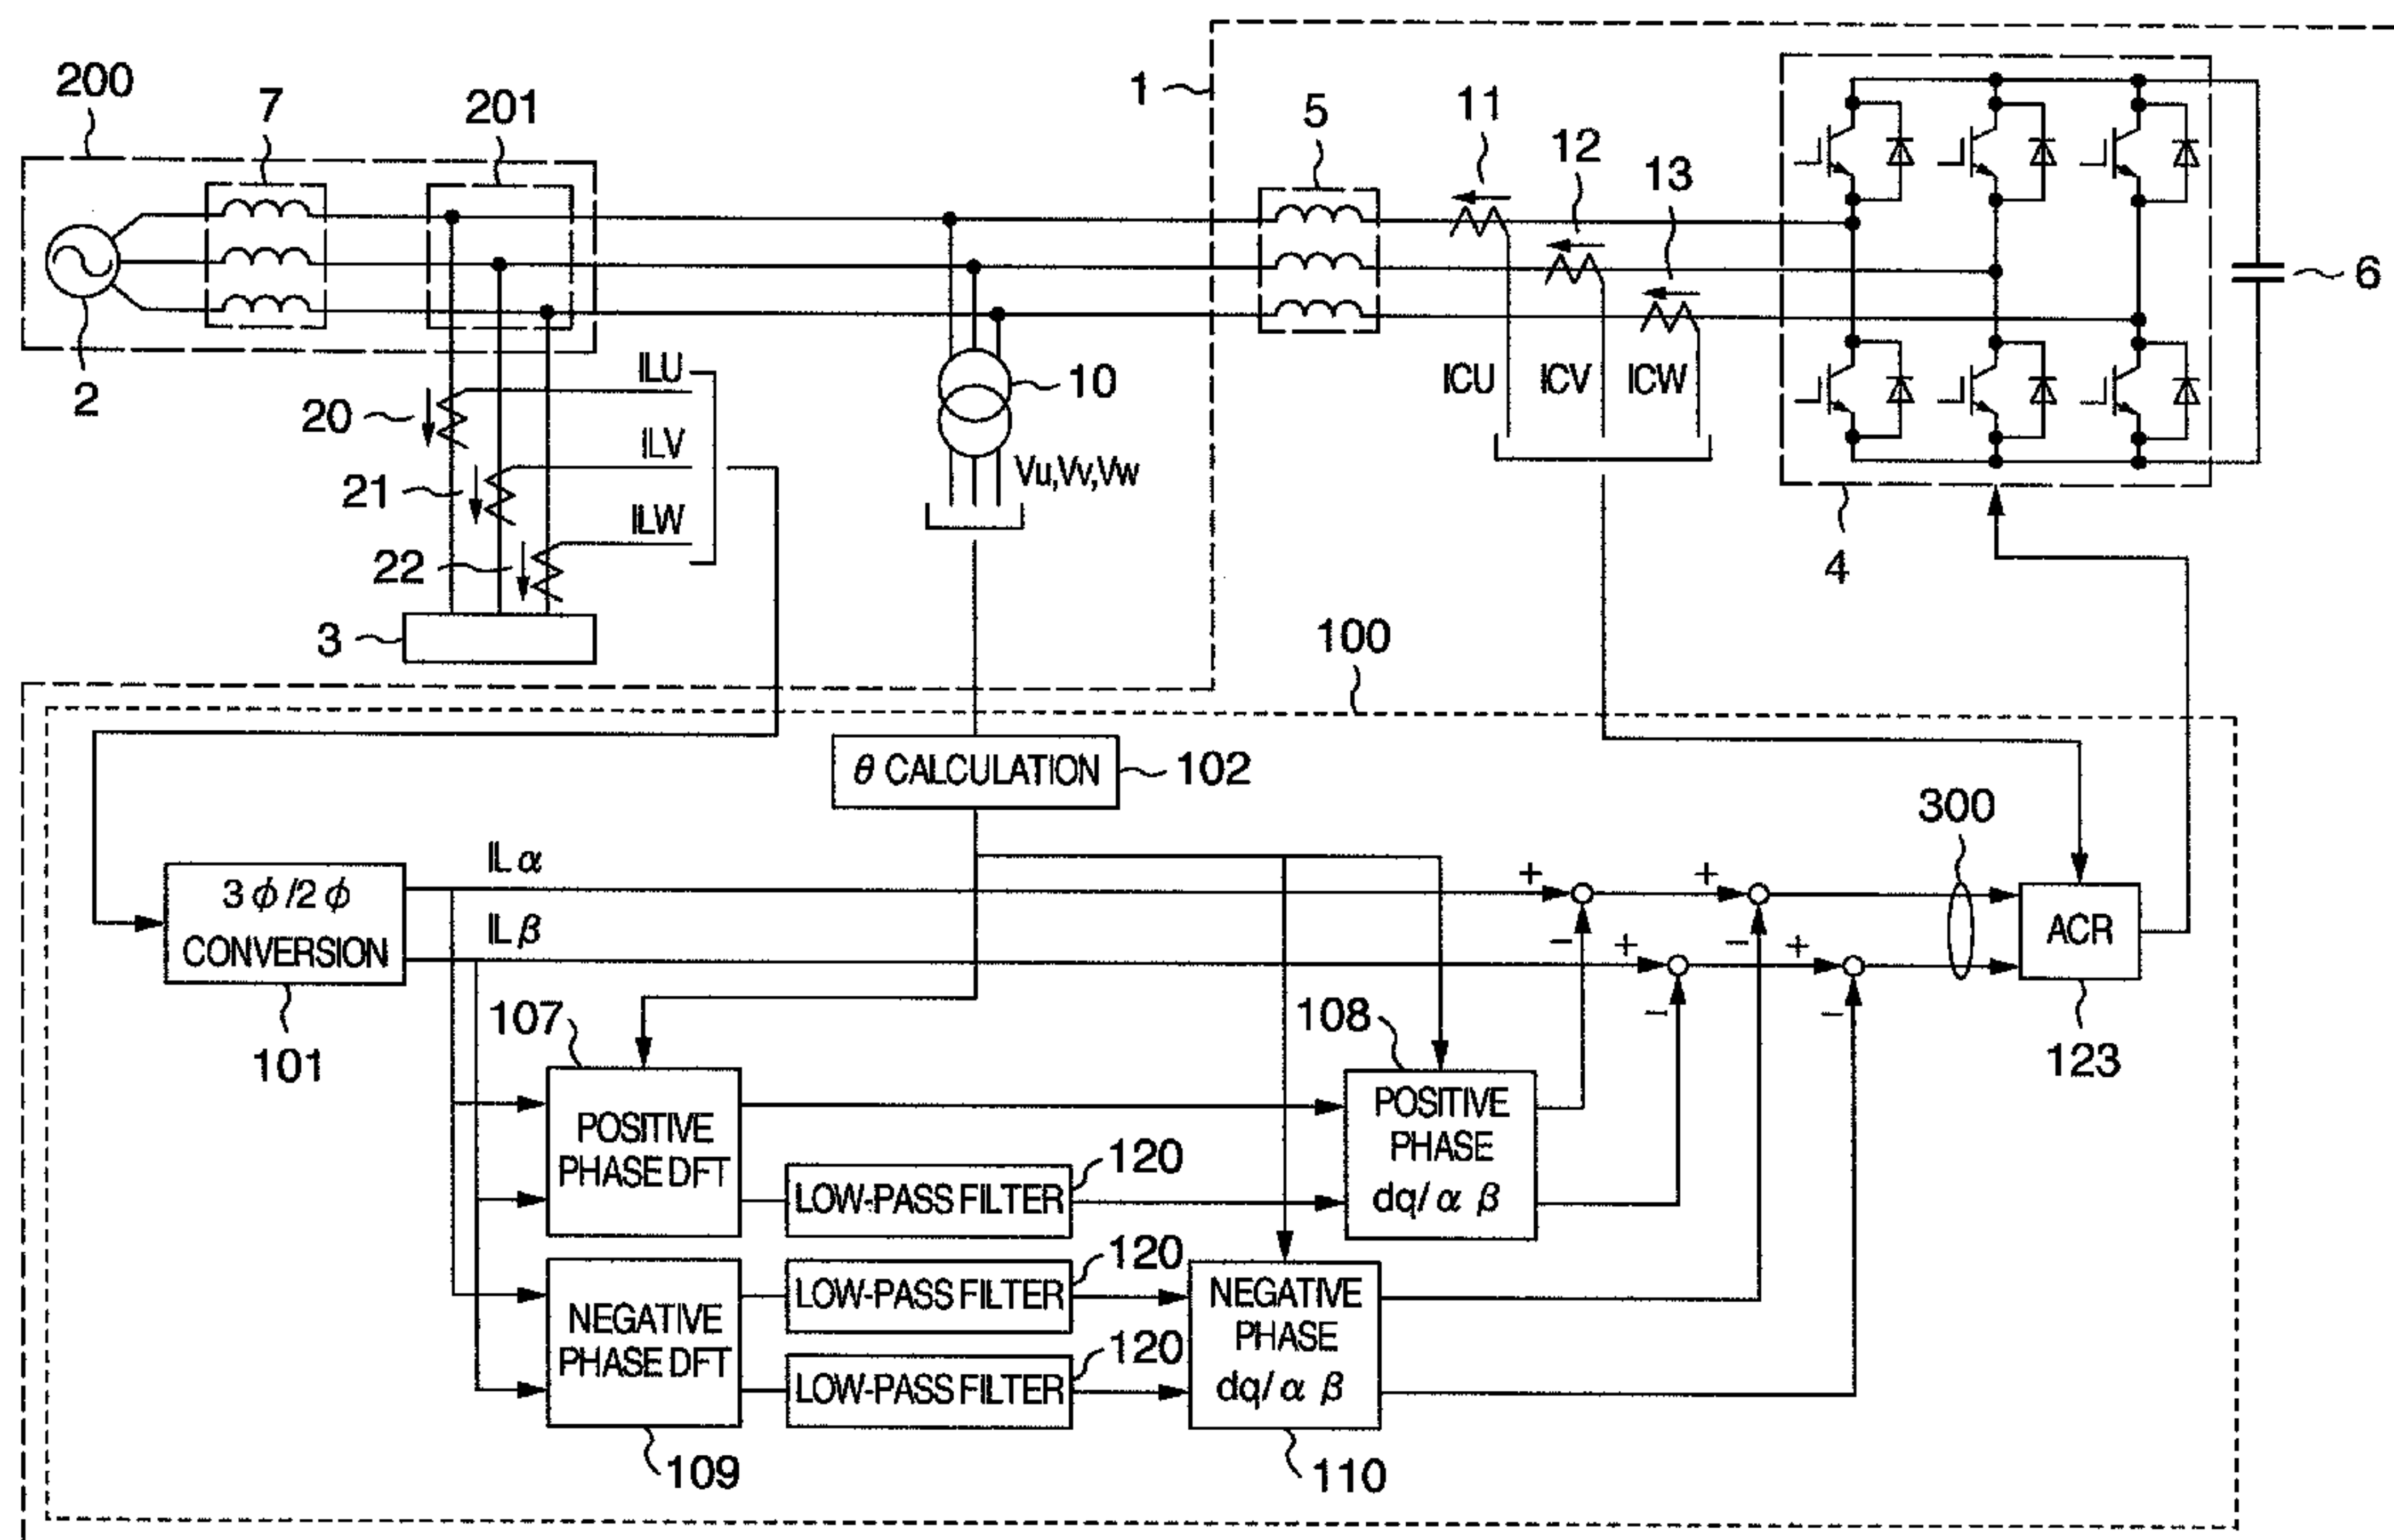 200
7
201
1
5
11
12
13
6
2
ILU
20
ILV
21
ILW
22
3
10
Vu,Vv,Vw
ICU
ICV
ICW
4
100
θ CALCULATION
102
300
3φ/2φ
CONVERSION
101
ILα
ILβ
+
+
−
+
−
+
−
−
ACR
123
107
108
POSITIVE
PHASE DFT
LOW-PASS FILTER
120
POSITIVE
PHASE
dq/αβ
NEGATIVE
PHASE DFT
109
LOW-PASS FILTER
120
LOW-PASS FILTER
120
NEGATIVE
PHASE
dq/αβ
110